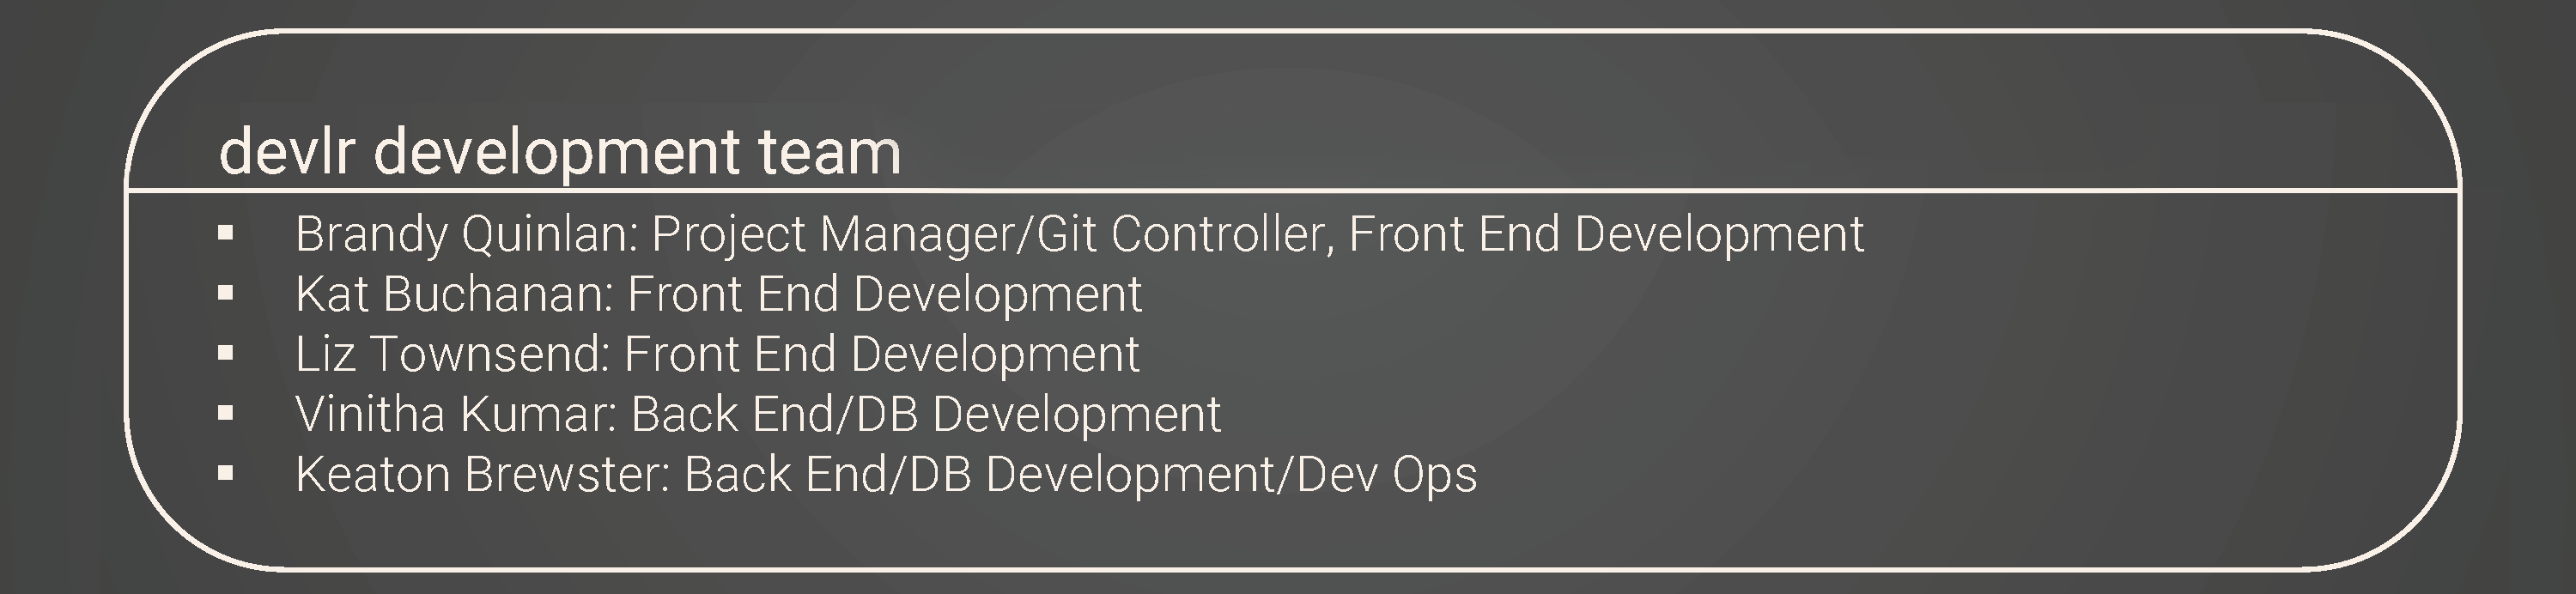 devlr development team
▪ Brandy Quinlan: Project Manager/Git Controller, Front End Development
▪ Kat Buchanan: Front End Development
▪ Liz Townsend: Front End Development
▪ Vinitha Kumar: Back End/DB Development
▪ Keaton Brewster: Back End/DB Development/Dev Ops